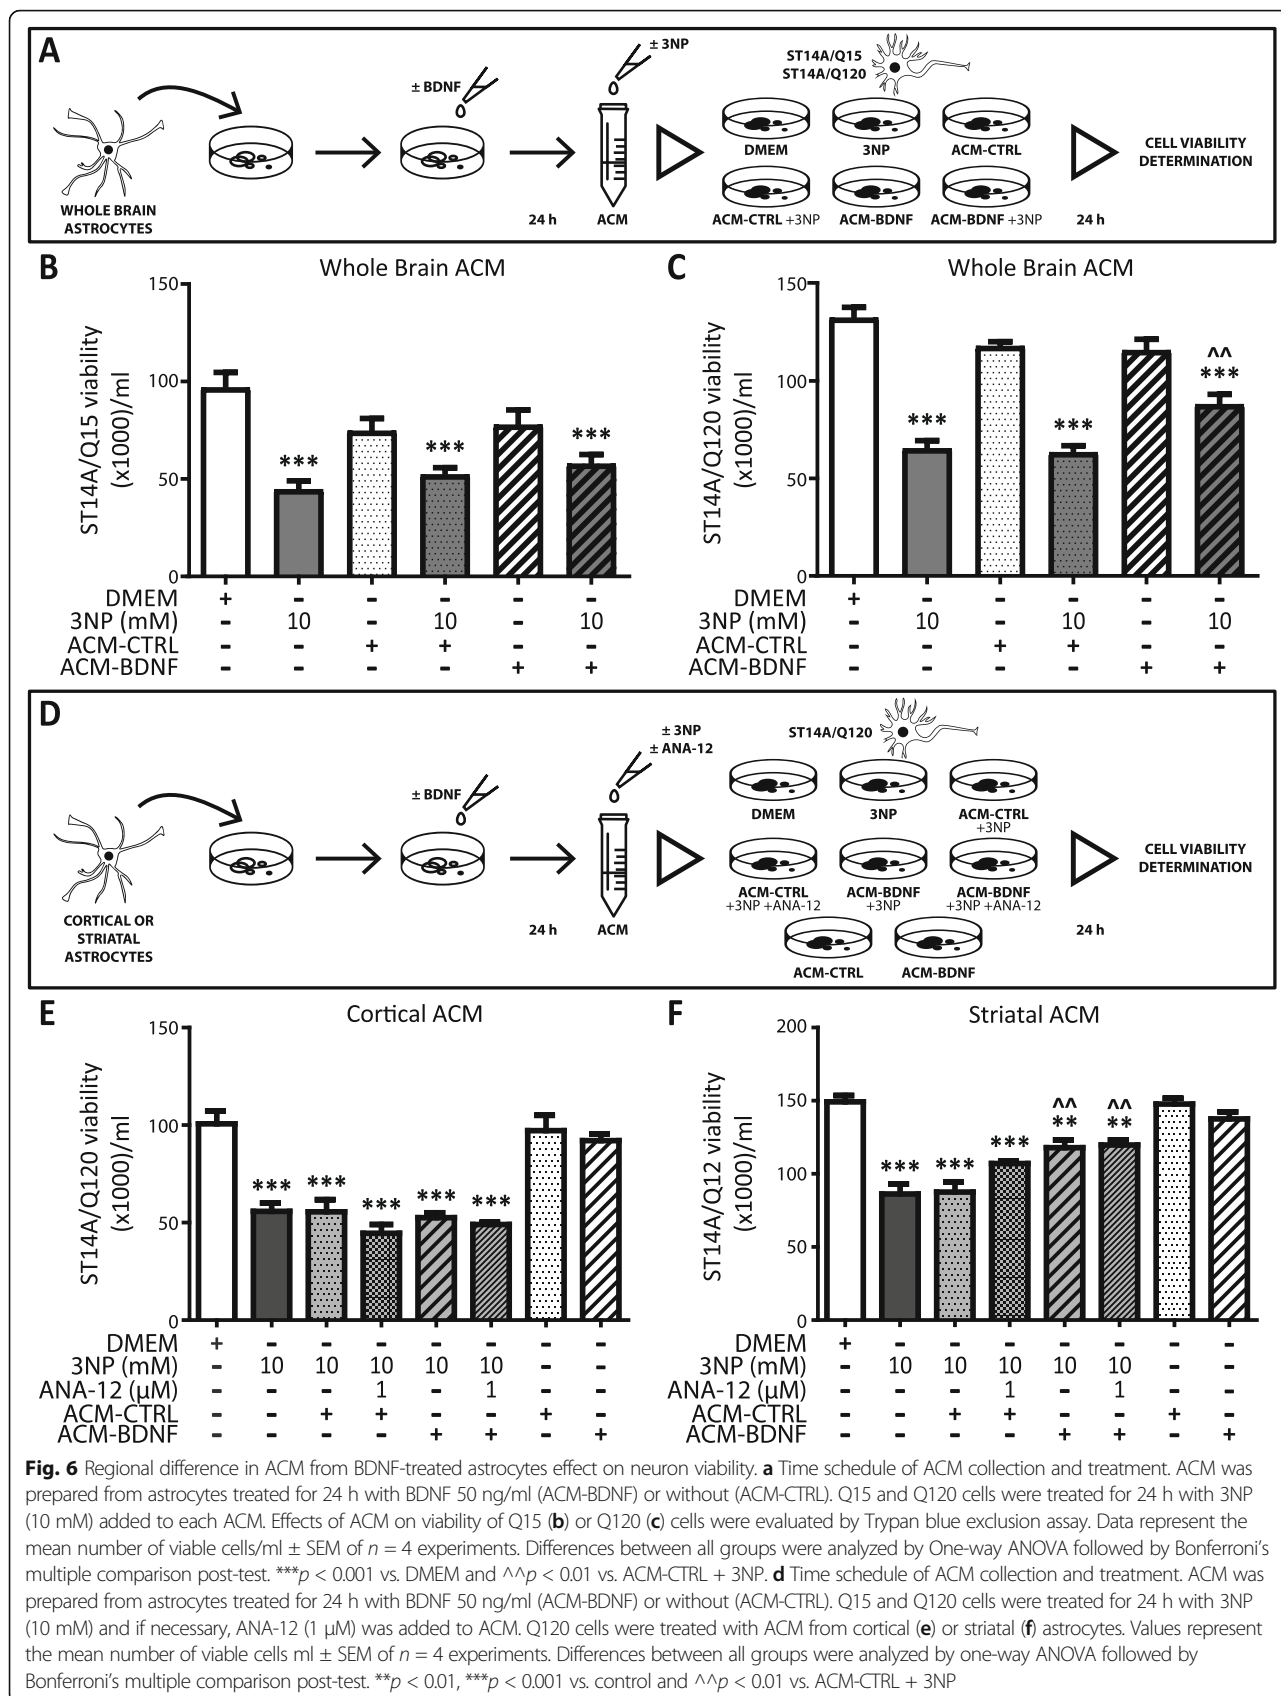 A
± BDNF
± 3NP
ST14A/Q15
ST14A/Q120
WHOLE BRAIN
ASTROCYTES
24 h
ACM
DMEM
3NP
ACM-CTRL
ACM-CTRL +3NP
ACM-BDNF
ACM-BDNF +3NP
24 h
CELL VIABILITY
DETERMINATION
B
Whole Brain ACM
ST14A/Q15 viability
(x1000)/ml
150
100
50
0
*** *** ***
DMEM + - - - - -
3NP (mM) - 10 - 10 - 10
ACM-CTRL - - + + - -
ACM-BDNF - - - - + +
C
Whole Brain ACM
ST14A/Q120 viability
(x1000)/ml
150
100
50
0
^^
*** *** ***
DMEM + - - - - -
3NP (mM) - 10 - 10 - 10
ACM-CTRL - - + + - -
ACM-BDNF - - - - + +
D
± BDNF
± 3NP
± ANA-12
ST14A/Q120
CORTICAL OR
STRIATAL
ASTROCYTES
24 h
ACM
DMEM
3NP
ACM-CTRL
+3NP
ACM-CTRL
+3NP +ANA-12
ACM-BDNF
+3NP
ACM-BDNF
+3NP +ANA-12
ACM-CTRL
ACM-BDNF
24 h
CELL VIABILITY
DETERMINATION
E
Cortical ACM
ST14A/Q120 viability
(x1000)/ml
150
100
50
0
*** *** *** *** ***
DMEM + - - - - - - -
3NP (mM) - 10 10 10 10 10 - -
ANA-12 (µM) - - - 1 - 1 - -
ACM-CTRL - - + + - - + -
ACM-BDNF - - - - + + - +
F
Striatal ACM
ST14A/Q12 viability
(x1000)/ml
200
150
100
50
0
^^ ^^
*** *** *** ** **
DMEM + - - - - - - -
3NP (mM) - 10 10 10 10 10 - -
ANA-12 (µM) - - - 1 - 1 - -
ACM-CTRL - - + + - - + -
ACM-BDNF - - - - + + - +
Fig. 6 Regional difference in ACM from BDNF-treated astrocytes effect on neuron viability. a Time schedule of ACM collection and treatment. ACM was
prepared from astrocytes treated for 24 h with BDNF 50 ng/ml (ACM-BDNF) or without (ACM-CTRL). Q15 and Q120 cells were treated for 24 h with 3NP
(10 mM) added to each ACM. Effects of ACM on viability of Q15 (b) or Q120 (c) cells were evaluated by Trypan blue exclusion assay. Data represent the
mean number of viable cells/ml ± SEM of n = 4 experiments. Differences between all groups were analyzed by One-way ANOVA followed by Bonferroni's
multiple comparison post-test. ***p < 0.001 vs. DMEM and ^^p < 0.01 vs. ACM-CTRL + 3NP. d Time schedule of ACM collection and treatment. ACM was
prepared from astrocytes treated for 24 h with BDNF 50 ng/ml (ACM-BDNF) or without (ACM-CTRL). Q15 and Q120 cells were treated for 24 h with 3NP
(10 mM) and if necessary, ANA-12 (1 µM) was added to ACM. Q120 cells were treated with ACM from cortical (e) or striatal (f) astrocytes. Values represent
the mean number of viable cells ml ± SEM of n = 4 experiments. Differences between all groups were analyzed by one-way ANOVA followed by
Bonferroni's multiple comparison post-test. **p < 0.01, ***p < 0.001 vs. control and ^^p < 0.01 vs. ACM-CTRL + 3NP